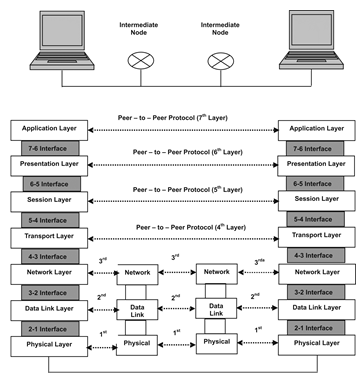 Intermediate Intermediate
Node Node
Peer – to – Peer Protocol (7th Layer)
Application Layer Application Layer
7-6 Interface 7-6 Interface
Peer – to – Peer Protocol (6th Layer)
Presentation Layer Presentation Layer
6-5 Interface 6-5 Interface
Peer – to – Peer Protocol (5th Layer)
Session Layer Session Layer
5-4 Interface 5-4 Interface
Peer – to – Peer Protocol (4th Layer)
Transport Layer Transport Layer
4-3 Interface 4-3 Interface
3rd 3rd 3rds
Network Layer Network Network Network Layer
3-2 Interface 3-2 Interface
2nd 2nd 2nd
Data Link Layer Data Link Data Link Data Link Layer
2-1 Interface 2-1 Interface
1st 1st 1st
Physical Layer Physical Physical Physical Layer